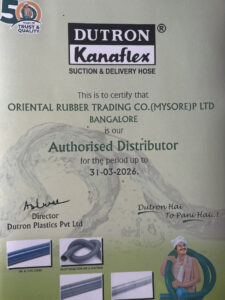 50
TRUST &
QUALITY
DUTRON®
Kanaflex
SUCTION & DELIVERY HOSE
This is to certify that
ORIENTAL RUBBER TRADING CO.(MYSORE)P LTD
BANGALORE
is our
Authorised Distributor
for the period up to
31-03-2026.
Director
Dutron Plastics Pvt Ltd
Dutron Hai
To Pani Hai..!